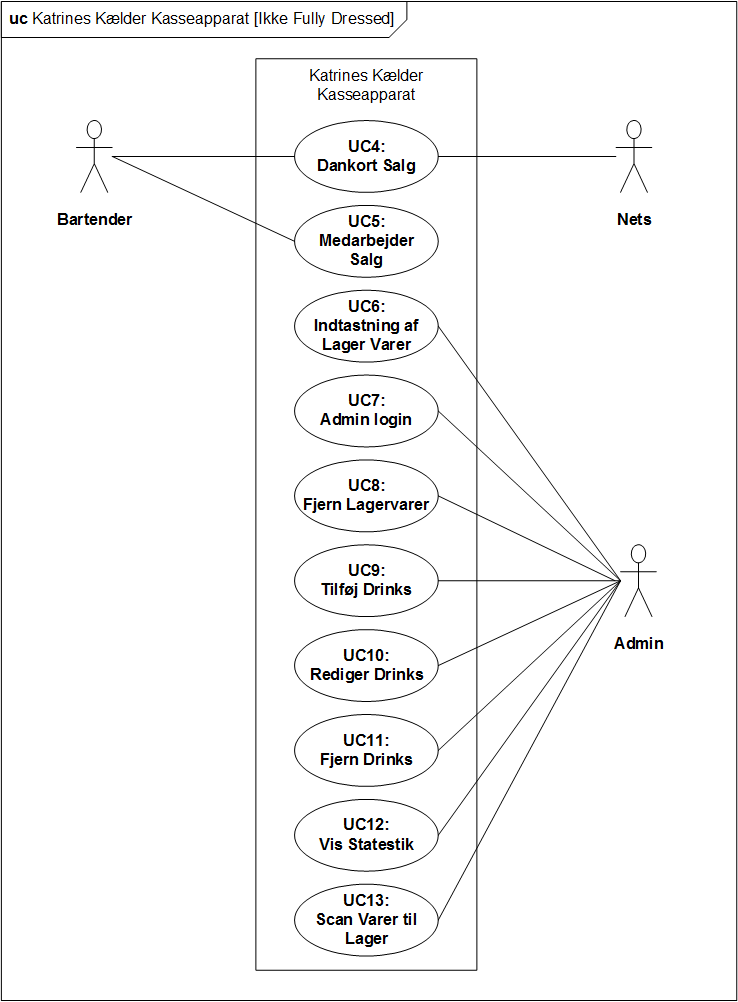 uc Katrines Kælder Kasseapparat [Ikke Fully Dressed]
Katrines Kælder
Kasseapparat
UC4:
Dankort Salg
Bartender
Nets
UC5:
Medarbejder
Salg
UC6:
Indtastning af
Lager Varer
UC7:
Admin login
UC8:
Fjern Lagervarer
UC9:
Tilføj Drinks
Admin
UC10:
Rediger Drinks
UC11:
Fjern Drinks
UC12:
Vis Statestik
UC13:
Scan Varer til
Lager